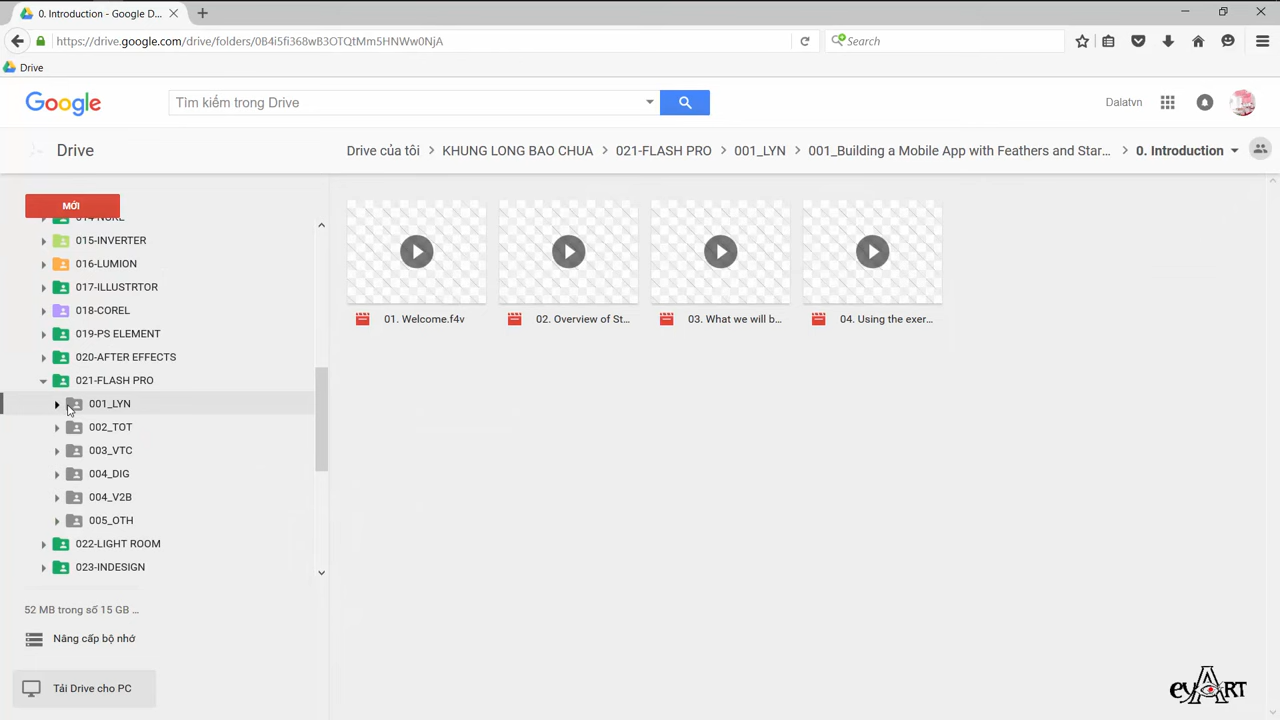 0. Introduction - Google D...
https://drive.google.com/drive/folders/0B4i5fi368wB3OTQtMm5HNWw0NjA
Search
Drive
Google
Tìm kiếm trong Drive
Dalatvn
Drive
Drive của tôi > KHUNG LONG BAO CHUA > 021-FLASH PRO > 001_LYN > 001_Building a Mobile App with Feathers and Star... > 0. Introduction
MỚI
015-INVERTER
016-LUMION
017-ILLUSTRTOR
018-COREL
019-PS ELEMENT
020-AFTER EFFECTS
021-FLASH PRO
001_LYN
002_TOT
003_VTC
004_DIG
004_V2B
005_OTH
022-LIGHT ROOM
023-INDESIGN
01. Welcome.f4v
02. Overview of St...
03. What we will b...
04. Using the exer...
52 MB trong số 15 GB ...
Nâng cấp bộ nhớ
Tải Drive cho PC
eyART